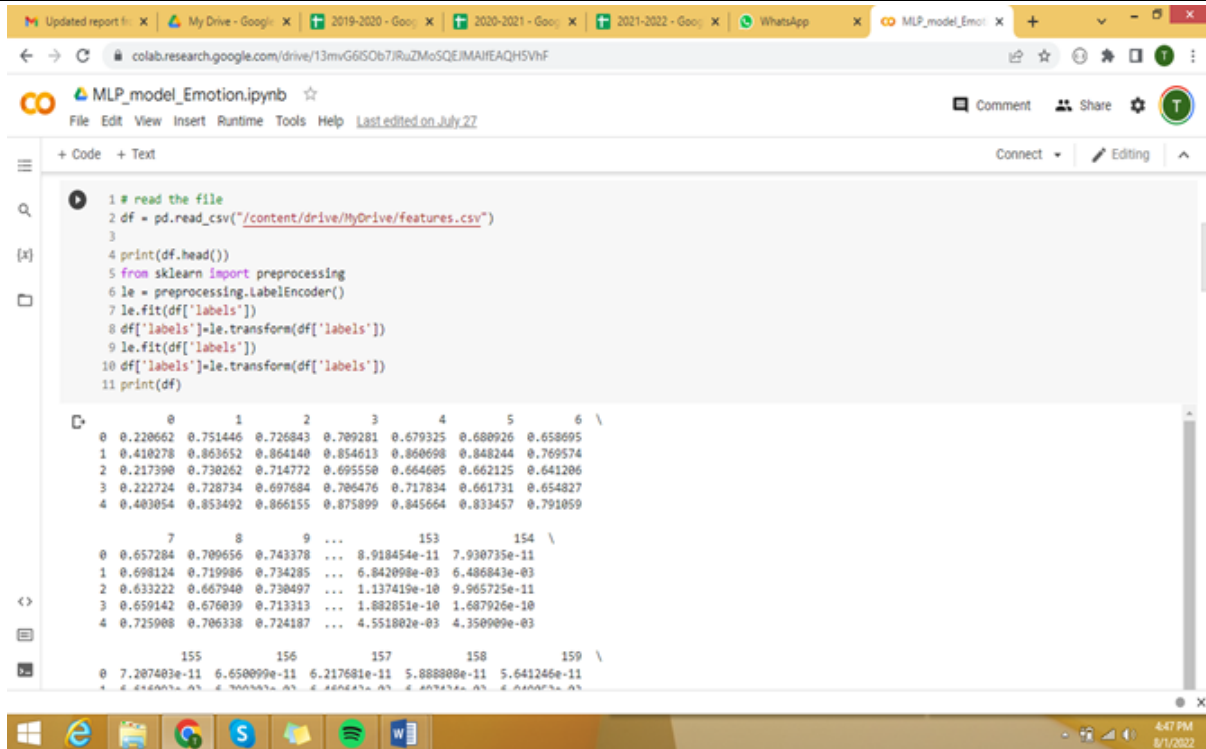 Updated report fr
My Drive - Google
2019-2020 - Goog
2020-2021 - Goog
2021-2022 - Goog
WhatsApp
MLP_model_Emot
colab.research.google.com/drive/13mvG6ISOb7JRuZMoSQEJMAIfEAQH5VhF
MLP_model_Emotion.ipynb
Comment Share T
File Edit View Insert Runtime Tools Help Last edited on July 27
+ Code + Text
Connect Editing
1 # read the file
2 df = pd.read_csv("/content/drive/MyDrive/features.csv")
3
4 print(df.head())
5 from sklearn import preprocessing
6 le = preprocessing.LabelEncoder()
7 le.fit(df['labels'])
8 df['labels']=le.transform(df['labels'])
9 le.fit(df['labels'])
10 df['labels']=le.transform(df['labels'])
11 print(df)
0 1 2 3 4 5 6 \
0 0.220662 0.751446 0.726843 0.709281 0.679325 0.680926 0.658695
1 0.410278 0.863652 0.864140 0.854613 0.860698 0.848244 0.769574
2 0.217390 0.730262 0.714772 0.695550 0.664605 0.662125 0.641206
3 0.222724 0.728734 0.697684 0.706476 0.717834 0.661731 0.654827
4 0.403054 0.853492 0.866155 0.875899 0.845664 0.833457 0.791059
7 8 9 ... 153 154 \
0 0.657284 0.709656 0.743378 ... 8.918454e-11 7.930735e-11
1 0.698124 0.719986 0.734285 ... 6.842098e-03 6.486843e-03
2 0.633222 0.667940 0.730497 ... 1.137419e-10 9.965725e-11
3 0.659142 0.676039 0.713313 ... 1.882851e-10 1.687926e-10
4 0.725908 0.706338 0.724187 ... 4.551802e-03 4.350909e-03
155 156 157 158 159 \
0 7.207403e-11 6.650099e-11 6.217681e-11 5.888808e-11 5.641246e-11
4:47 PM
8/1/2022